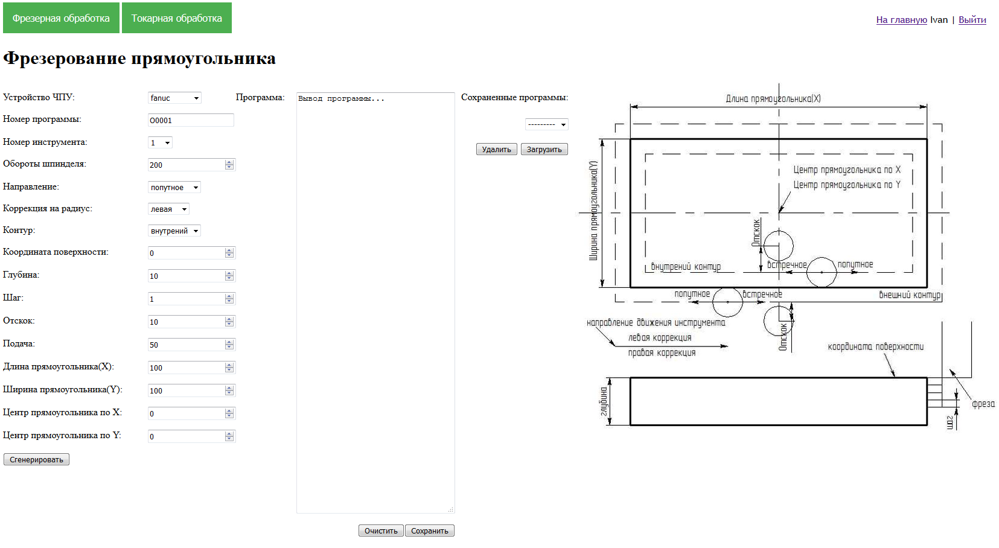 Фрезерная обработка
Токарная обработка
На главную Ivan | Выйти
Фрезерование прямоугольника
Устройство ЧПУ:
fanuc
Номер программы:
O0001
Номер инструмента:
1
Обороты шпинделя:
200
Направление:
попутное
Коррекция на радиус:
левая
Контур:
внутрений
Координата поверхности:
0
Глубина:
10
Шаг:
1
Отскок:
10
Подача:
50
Длина прямоугольника(X):
100
Ширина прямоугольника(Y):
100
Центр прямоугольника по X:
0
Центр прямоугольника по Y:
0
Сгенерировать
Программа:
Вывод программы...
Очистить
Сохранить
Сохраненные программы:
---------
Удалить
Загрузить
Длина прямоугольника(X)
Ширина прямоугольника(Y)
Центр прямоугольника по X
Центр прямоугольника по Y
Отскок
внутрений контур
встречное
попутное
попутное
встречное
внешний контур
направление движения инструмента
левая коррекция
правая коррекция
Отскок
координата поверхности
глубина
фреза
шаг